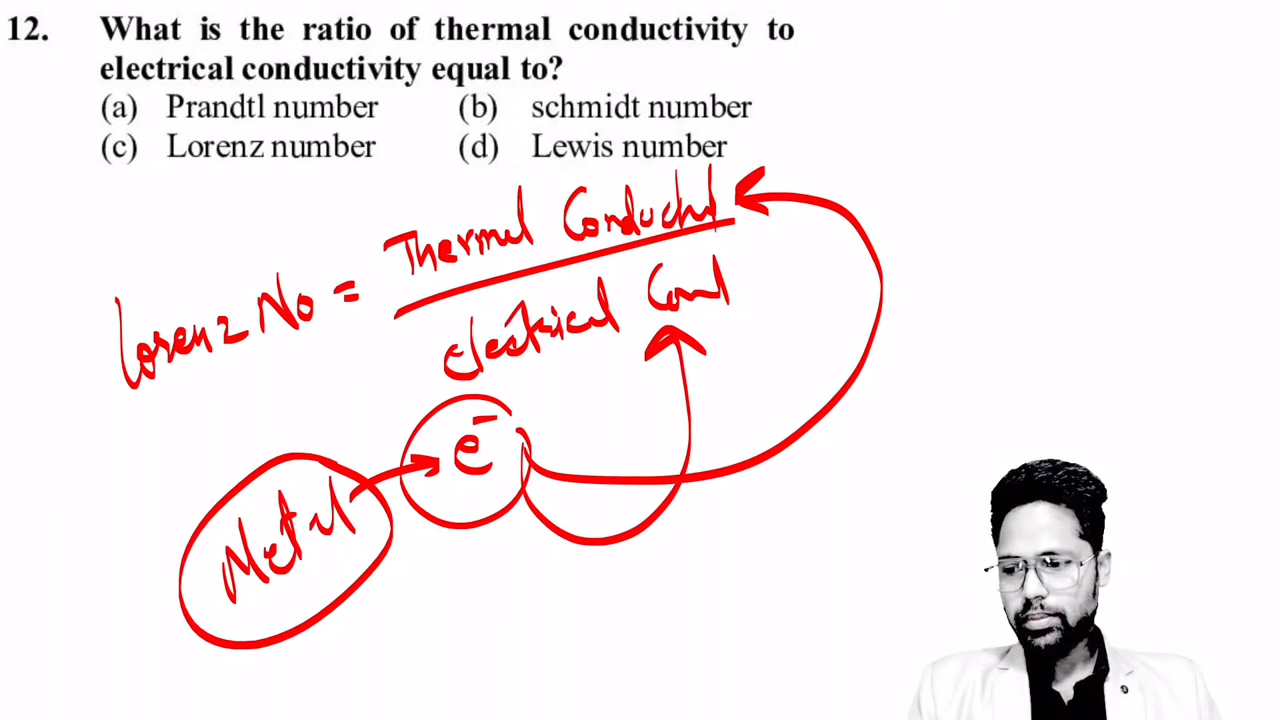 12. What is the ratio of thermal conductivity to
electrical conductivity equal to?
(a) Prandtl number (b) schmidt number
(c) Lorenz number (d) Lewis number
Lorenz No = Thermal
electrical Cond
e⁻
Metal